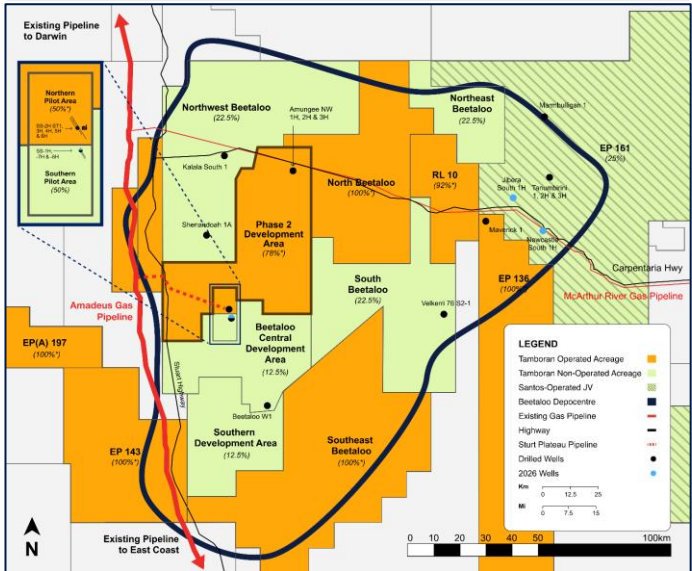 Existing Pipeline
to Darwin
Northern
Pilot Area
(50%*)
3H, 4H, 5H
& 6H
SS-1H,
-7H & -8H
Southern
Pilot Area
(50%)
Northwest Beetaloo
(22.5%)
Amungee NW
1H, 2H & 3H
Northeast
Beetaloo
(22.5%)
Marmbulligan 1
EP 161
(25%)
Kalala South 1
North Beetaloo
(100%*)
RL 10
(92%*)
Jibera
South 1H
Tanumbirini
1, 2H & 3H
Shenandoah 1A
Phase 2
Development
Area
(78%*)
Maverick 1
Newcastle
South 1H
Carpentaria Hwy
McArthur River Gas Pipeline
EP 136
(100%*)
South
Beetaloo
(22.5%)
Amadeus Gas
Pipeline
Velkerri 76 S2-1
EP(A) 197
(100%*)
Stuart Highway
Beetaloo
Central
Development
Area
(12.5%)
Beetaloo W1
Southern
Development Area
(12.5%)
EP 143
(100%*)
Southeast
Beetaloo
(100%*)
Existing Pipeline
to East Coast
N
LEGEND
Tamboran Operated Acreage
Tamboran Non-Operated Acreage
Santos-Operated JV
Beetaloo Depocentre
Existing Gas Pipeline
Highway
Sturt Plateau Pipeline
Drilled Wells
2026 Wells
Km
0 12.5 25
Mi
0 7.5 15
0 10 20 30 40 50 100km